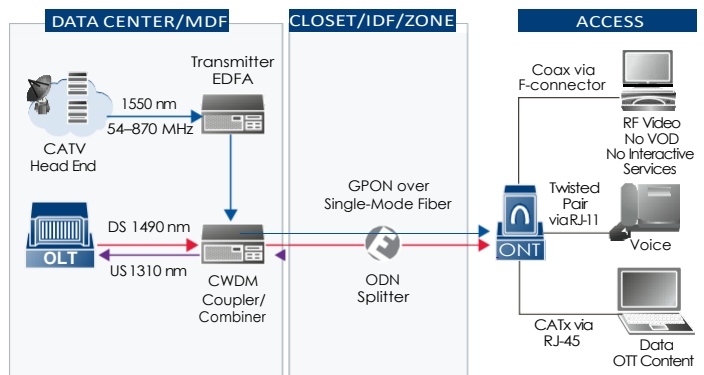 DATA CENTER/MDF
CLOSET/IDF/ZONE
ACCESS
Transmitter
EDFA
1550 nm
54–870 MHz
CATV
Head End
Coax via
F-connector
RF Video
No VOD
No Interactive
Services
GPON over
Single-Mode Fiber
Twisted
Pair
via RJ-11
Voice
DS 1490 nm
US 1310 nm
OLT
CWDM
Coupler/
Combiner
ODN
Splitter
ONT
CATx via
RJ-45
Data
OTT Content